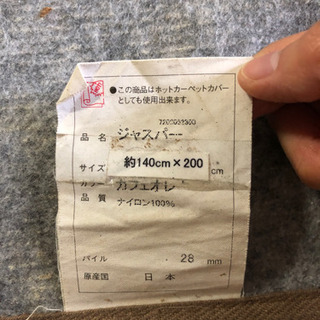 ●この商品はホットカーペットカバー
としても使用出来ます。
品名 ジャスパー
サイズ 約140cm×200 cm
カラー カフェオレ
品質 ナイロン100%
パイル 28 mm
原産国 日本